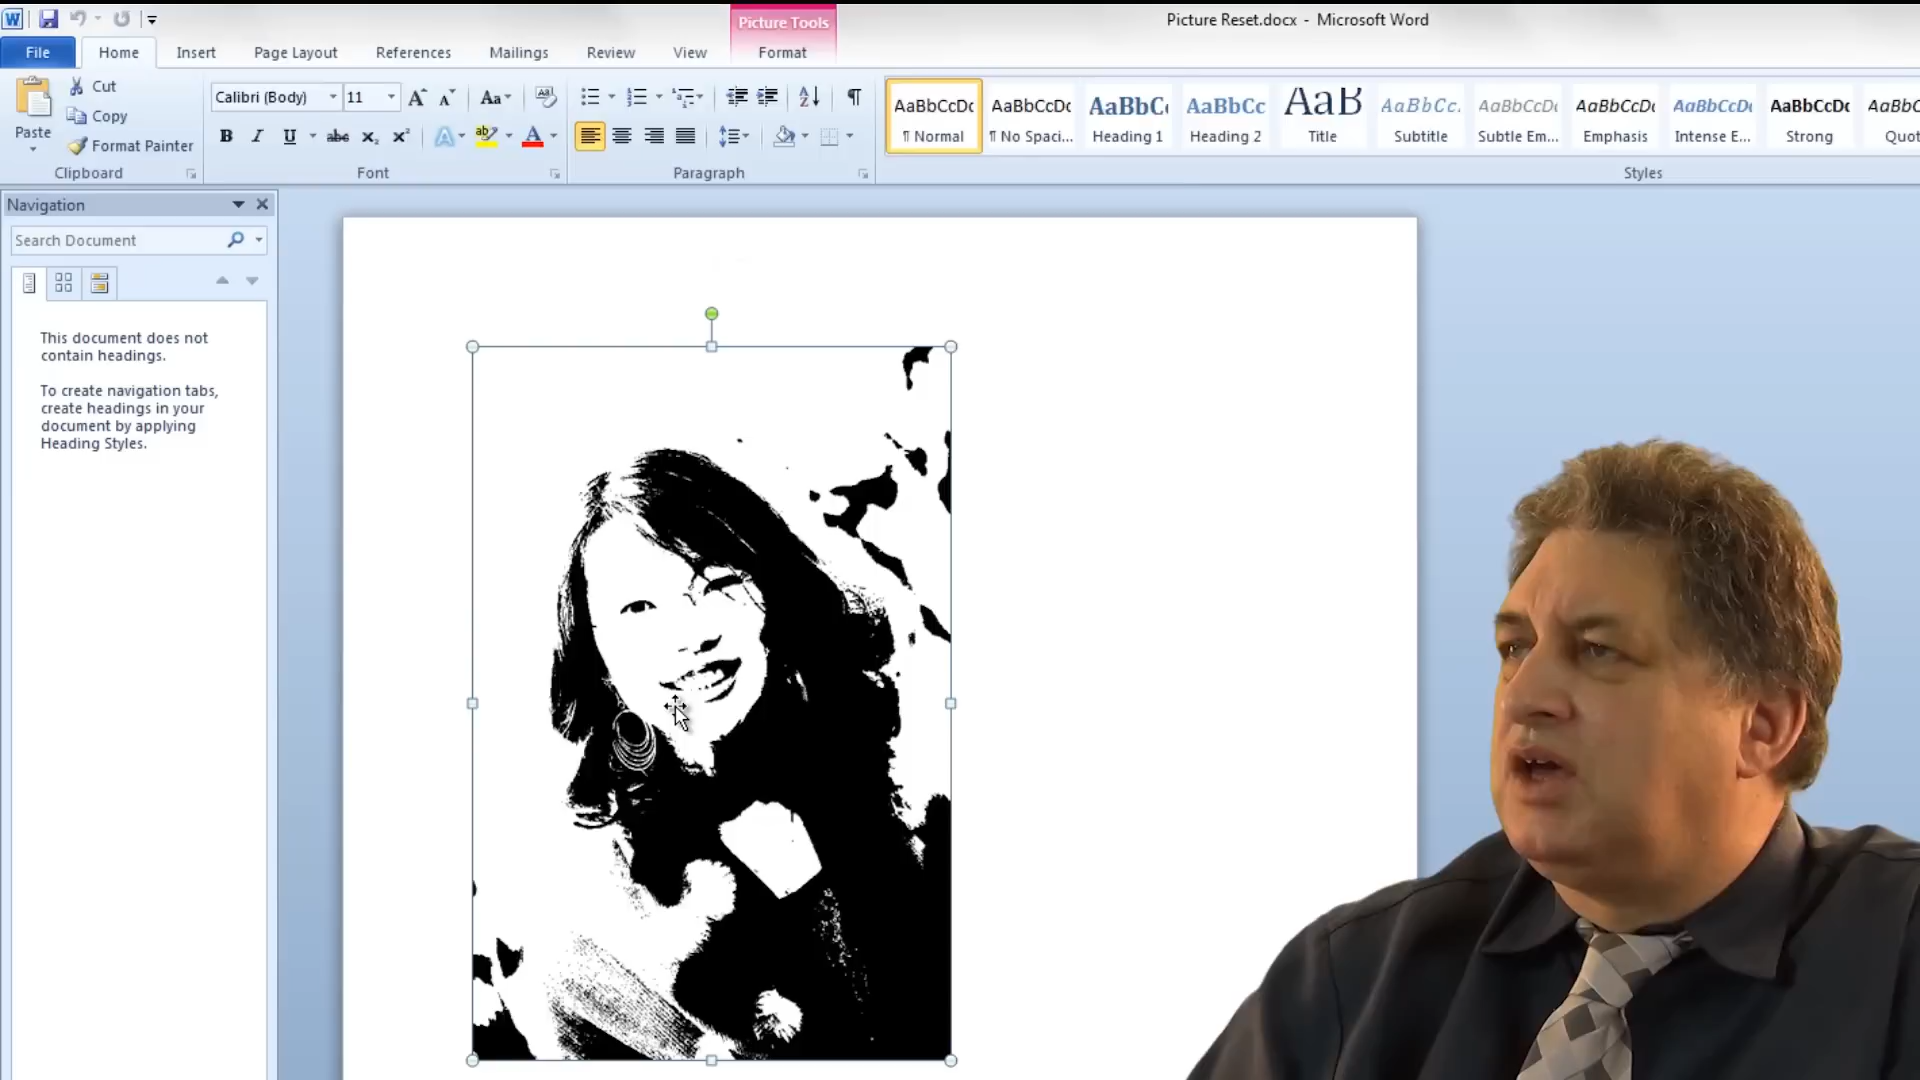 Picture Tools
Picture Reset.docx - Microsoft Word
File
Home
Insert
Page Layout
References
Mailings
Review
View
Format
Paste
Cut
Copy
Format Painter
Clipboard
Calibri (Body)
11
Font
Paragraph
AaBbCcDc
¶ Normal
AaBbCcDc
¶ No Spaci...
AaBbC
Heading 1
AaBbCc
Heading 2
AaB
Title
AaBbCc.
Subtitle
AaBbCcDc
Subtle Em...
AaBbCcDc
Emphasis
AaBbCcDc
Intense E...
AaBbCcDc
Strong
AaBbC
Quot
Styles
Navigation
Search Document
This document does not
contain headings.
To create navigation tabs,
create headings in your
document by applying
Heading Styles.